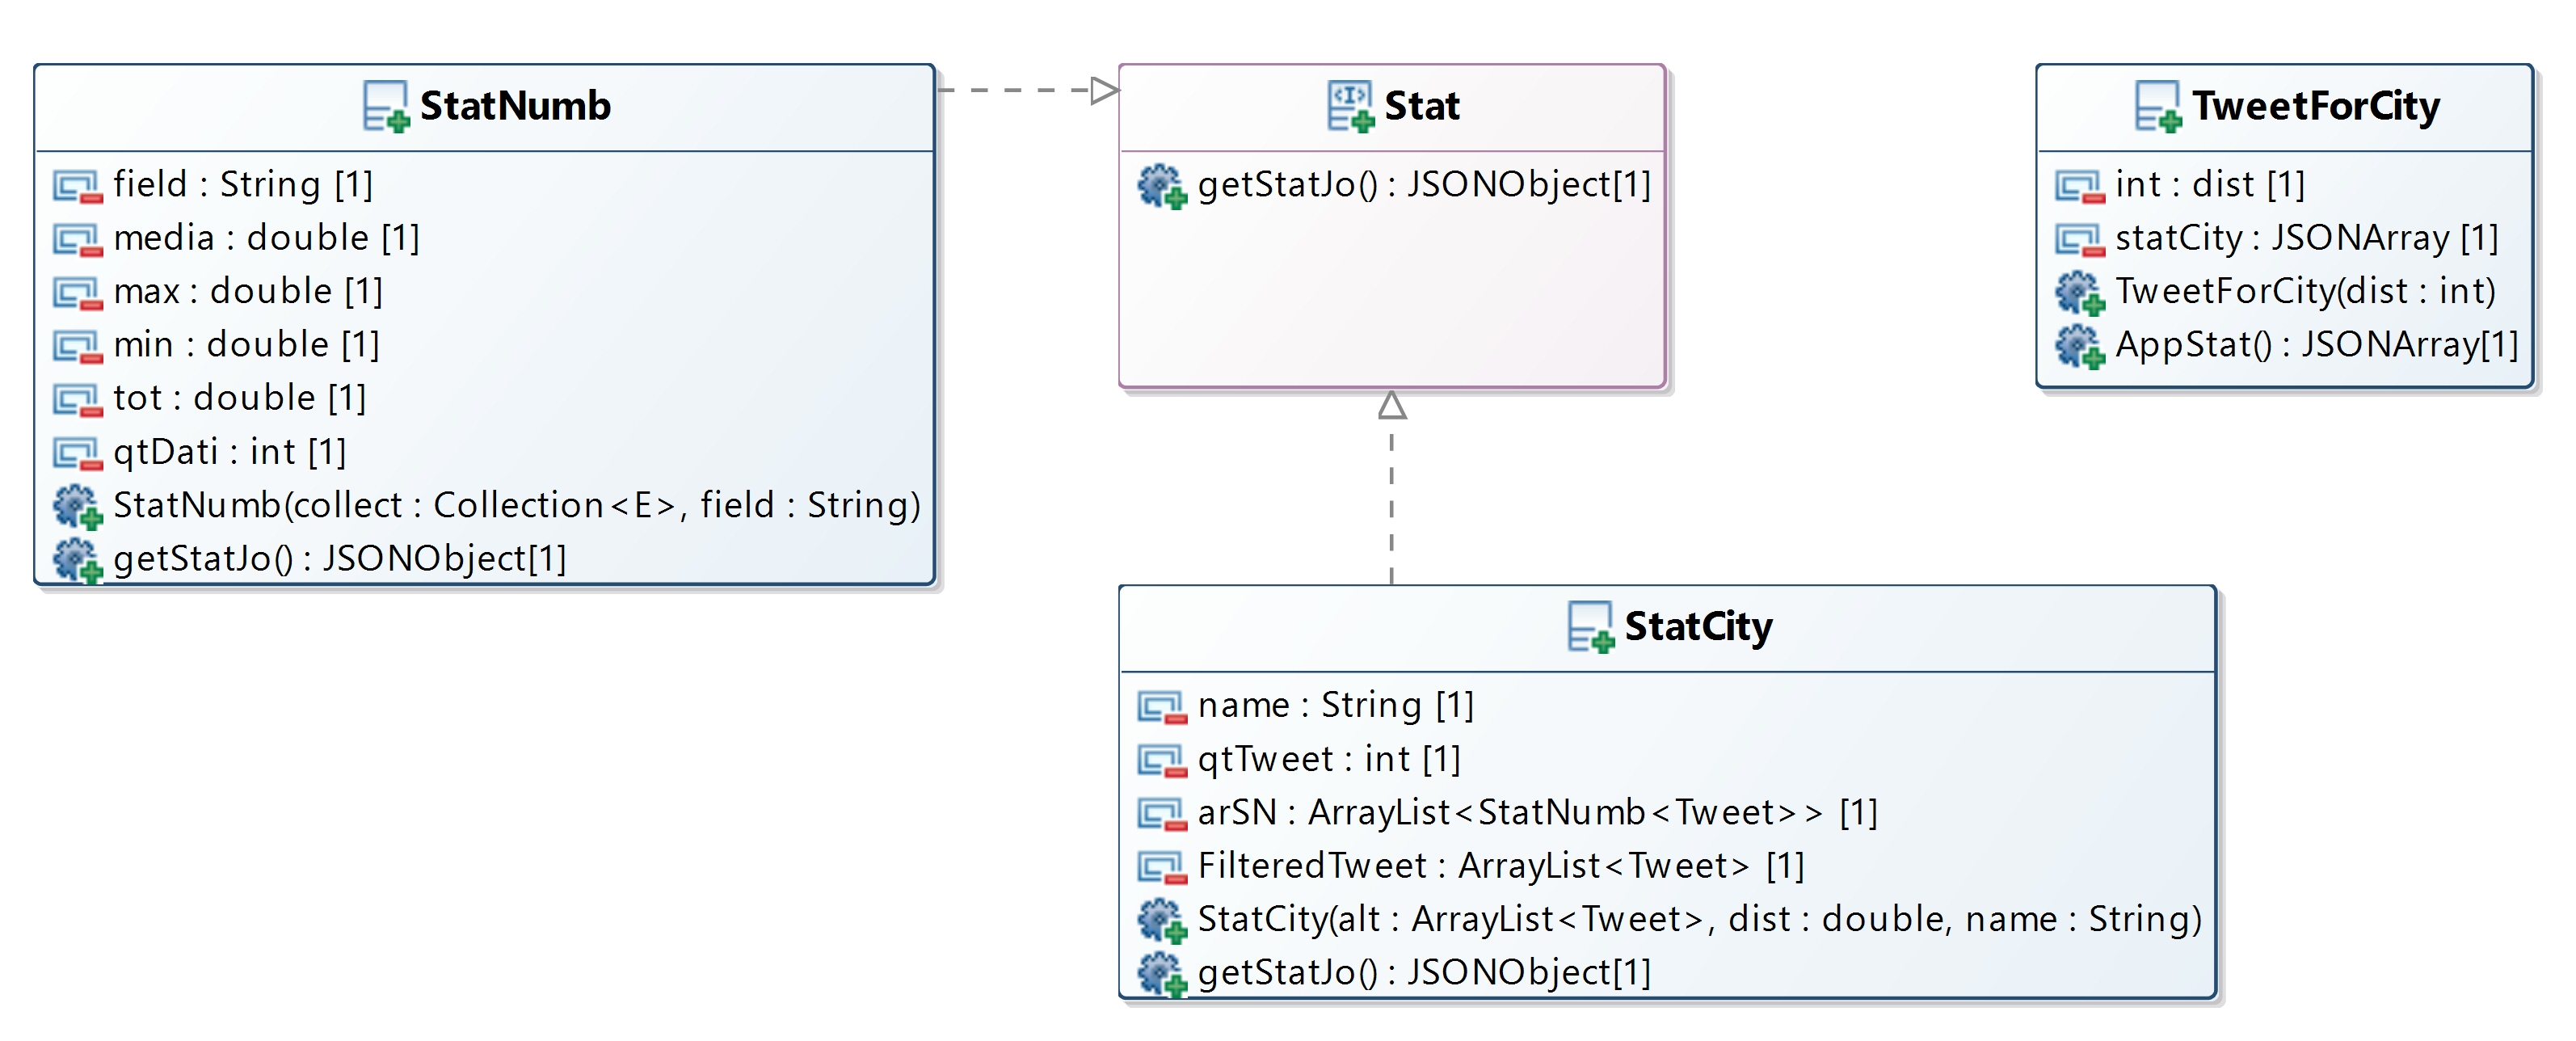 StatNumb
field : String [1]
media : double [1]
max : double [1]
min : double [1]
tot : double [1]
qtDati : int [1]
StatNumb(collect : Collection<E>, field : String)
getStatJo() : JSONObject[1]
<I> Stat
getStatJo() : JSONObject[1]
TweetForCity
int : dist [1]
statCity : JSONArray [1]
TweetForCity(dist : int)
AppStat() : JSONArray[1]
StatCity
name : String [1]
qtTweet : int [1]
arSN : ArrayList<StatNumb<Tweet>> [1]
FilteredTweet : ArrayList<Tweet> [1]
StatCity(alt : ArrayList<Tweet>, dist : double, name : String)
getStatJo() : JSONObject[1]